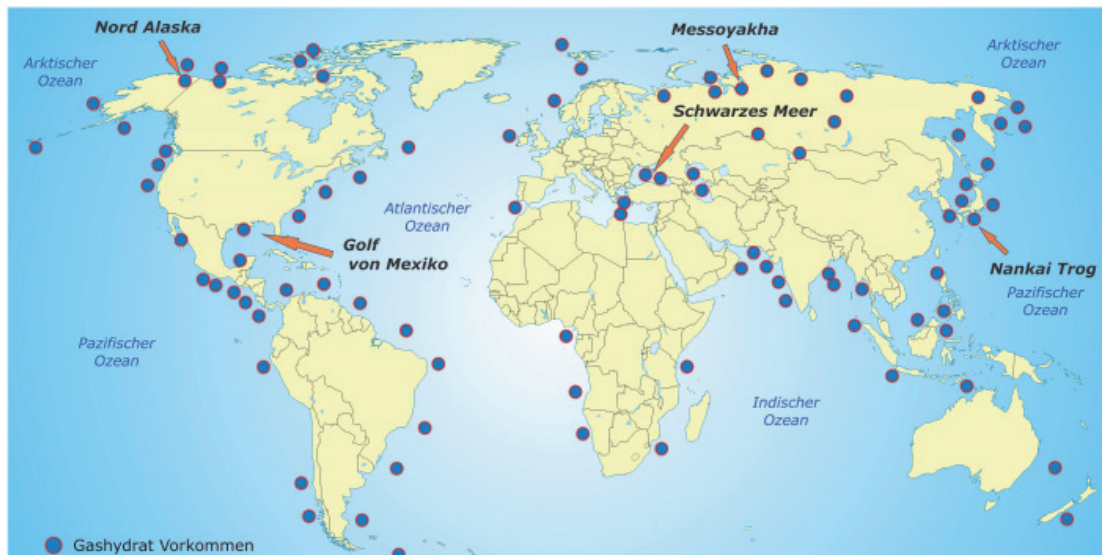 Nord Alaska
Messoyakha
Arktischer
Ozean
Arktischer
Ozean
Schwarzes Meer
Atlantischer
Ozean
Golf
von Mexiko
Nankai Trog
Pazifischer
Ozean
Pazifischer
Ozean
Indischer
Ozean
Gashydrat Vorkommen